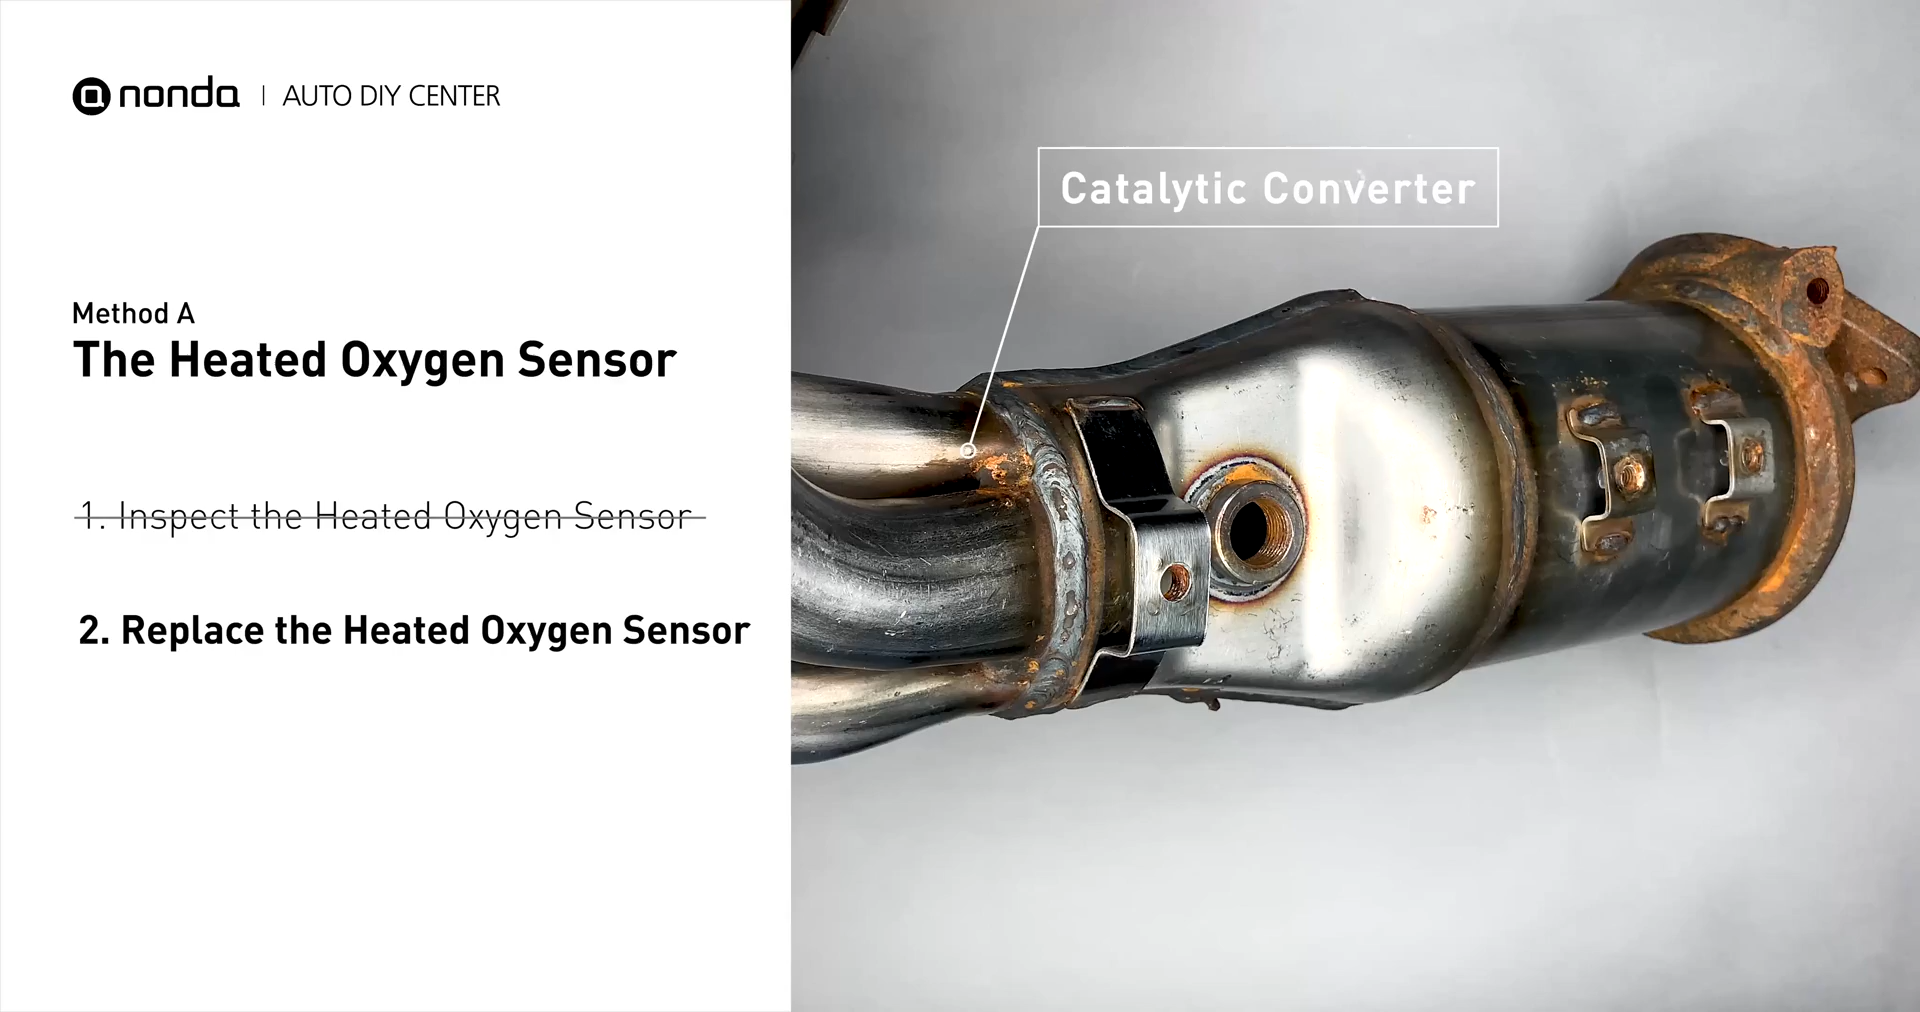 nonda | AUTO DIY CENTER
Method A
The Heated Oxygen Sensor
1. Inspect the Heated Oxygen Sensor
2. Replace the Heated Oxygen Sensor
Catalytic Converter